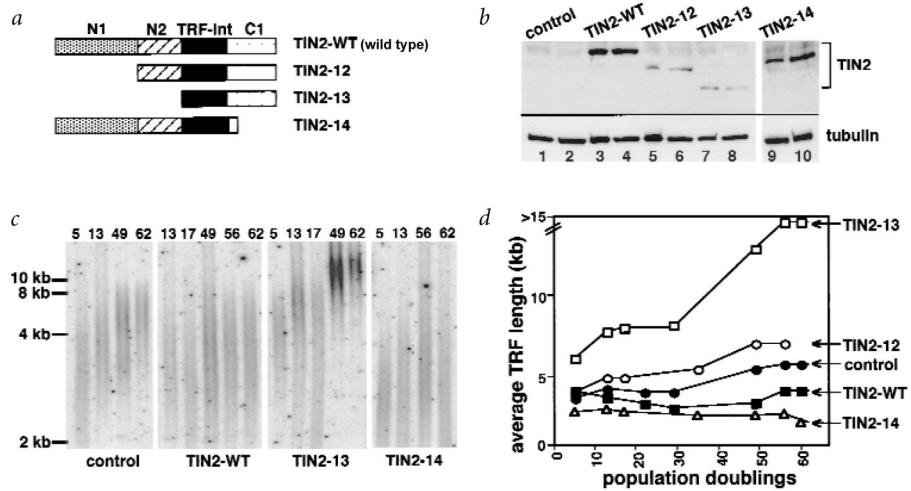 a
N1 N2 TRF-Int C1
TIN2-WT (wild type)
TIN2-12
TIN2-13
TIN2-14
b
control TIN2-WT TIN2-12 TIN2-13 TIN2-14
TIN2
tubulin
1 2 3 4 5 6 7 8 9 10
c
5 13 49 62 13 17 49 56 62 5 13 17 49 62 5 13 56 62
10 kb
8 kb
4 kb
2 kb
control TIN2-WT TIN2-13 TIN2-14
d
average TRF length (kb)
>15
10
5
0
0 10 20 30 40 50 60
population doublings
TIN2-13
TIN2-12
control
TIN2-WT
TIN2-14